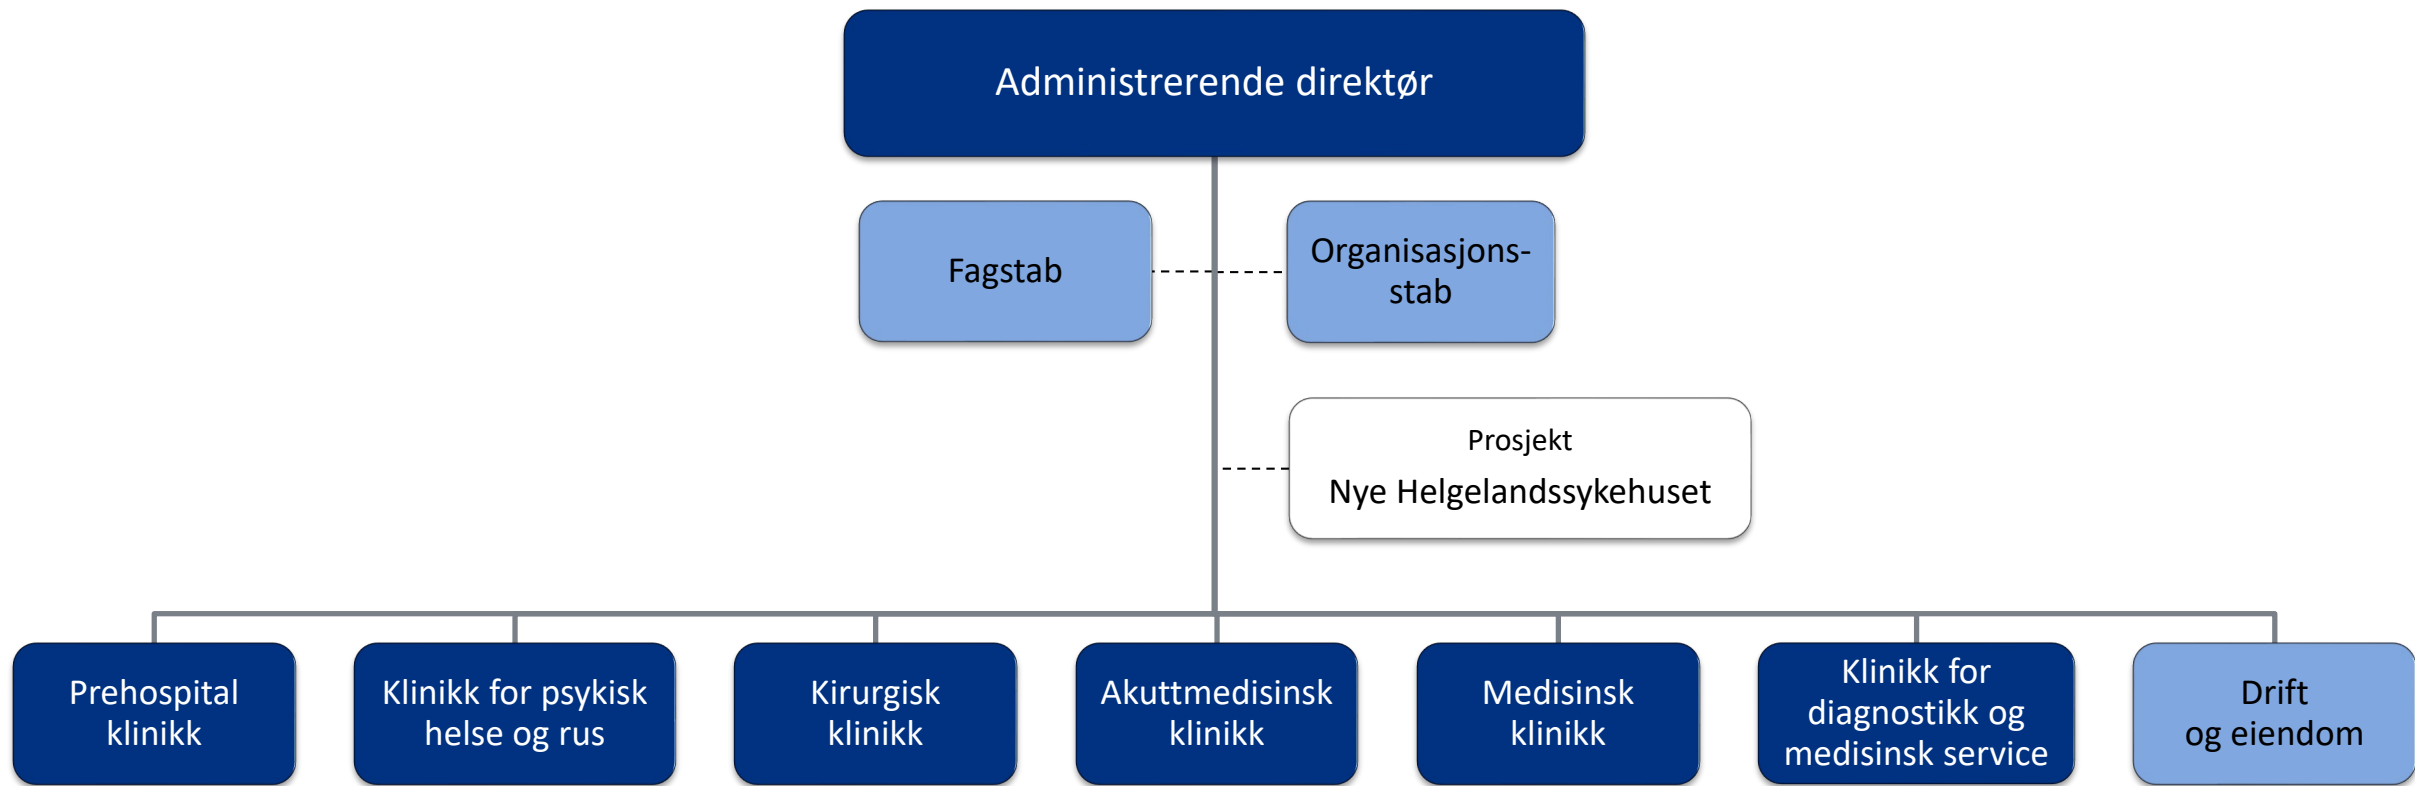 Administrerende direktør
Fagstab
Organisasjons-
stab
Prosjekt
Nye Helgelandssykehuset
Prehospital
klinikk
Klinikk for psykisk
helse og rus
Kirurgisk
klinikk
Akuttmedisinsk
klinikk
Medisinsk
klinikk
Klinikk for
diagnostikk og
medisinsk service
Drift
og eiendom